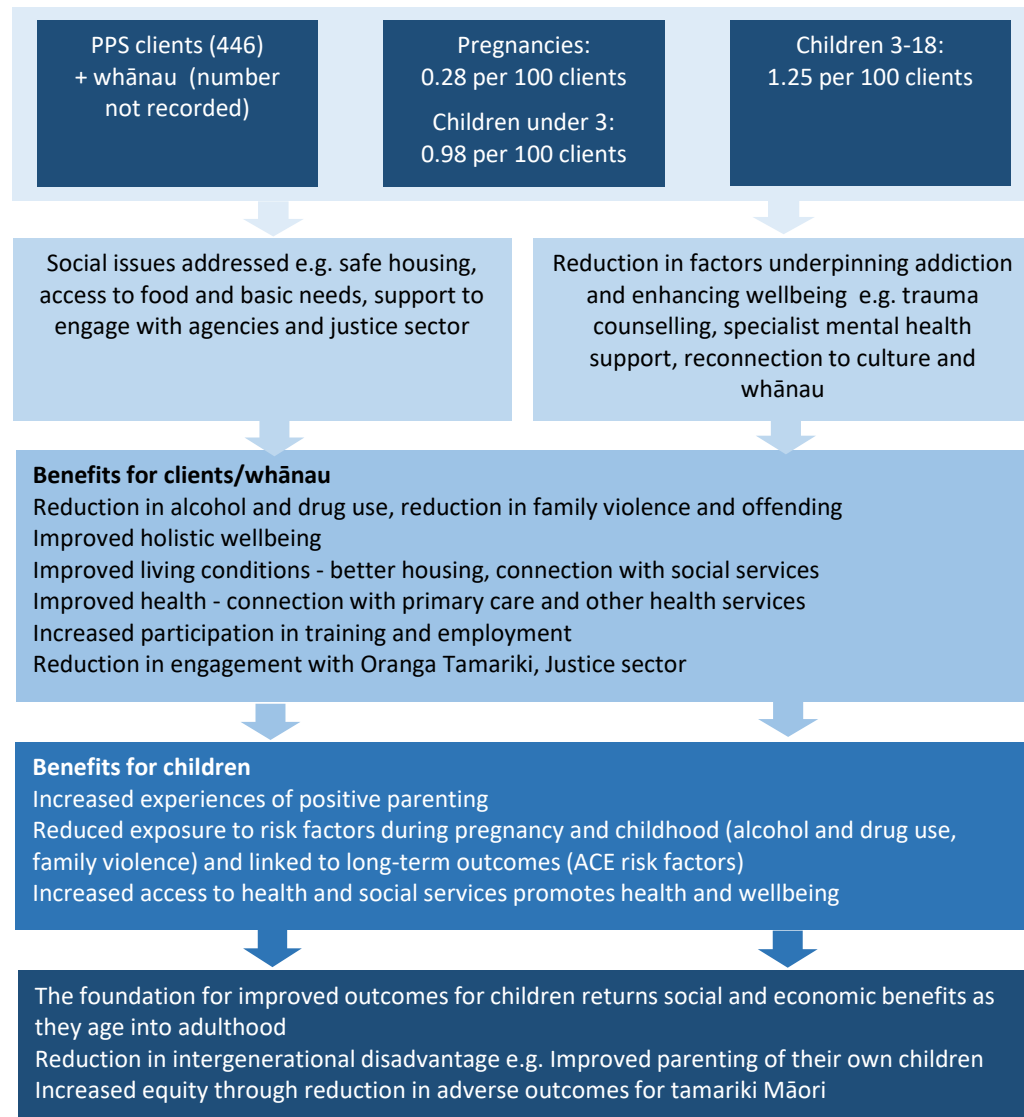 PPS clients (446)
+ whānau  (number
not recorded)
Pregnancies:
0.28 per 100 clients
Children under 3:
0.98 per 100 clients
Children 3-18:
1.25 per 100 clients
Social issues addressed e.g. safe housing,
access to food and basic needs, support to
engage with agencies and justice sector
Reduction in factors underpinning addiction
and enhancing wellbeing  e.g. trauma
counselling, specialist mental health
support, reconnection to culture and
whānau
Benefits for clients/whānau
Reduction in alcohol and drug use, reduction in family violence and offending
Improved holistic wellbeing
Improved living conditions - better housing, connection with social services
Improved health - connection with primary care and other health services
Increased participation in training and employment
Reduction in engagement with Oranga Tamariki, Justice sector
Benefits for children
Increased experiences of positive parenting
Reduced exposure to risk factors during pregnancy and childhood (alcohol and drug use,
family violence) and linked to long-term outcomes (ACE risk factors)
Increased access to health and social services promotes health and wellbeing
The foundation for improved outcomes for children returns social and economic benefits as
they age into adulthood
Reduction in intergenerational disadvantage e.g. Improved parenting of their own children
Increased equity through reduction in adverse outcomes for tamariki Māori